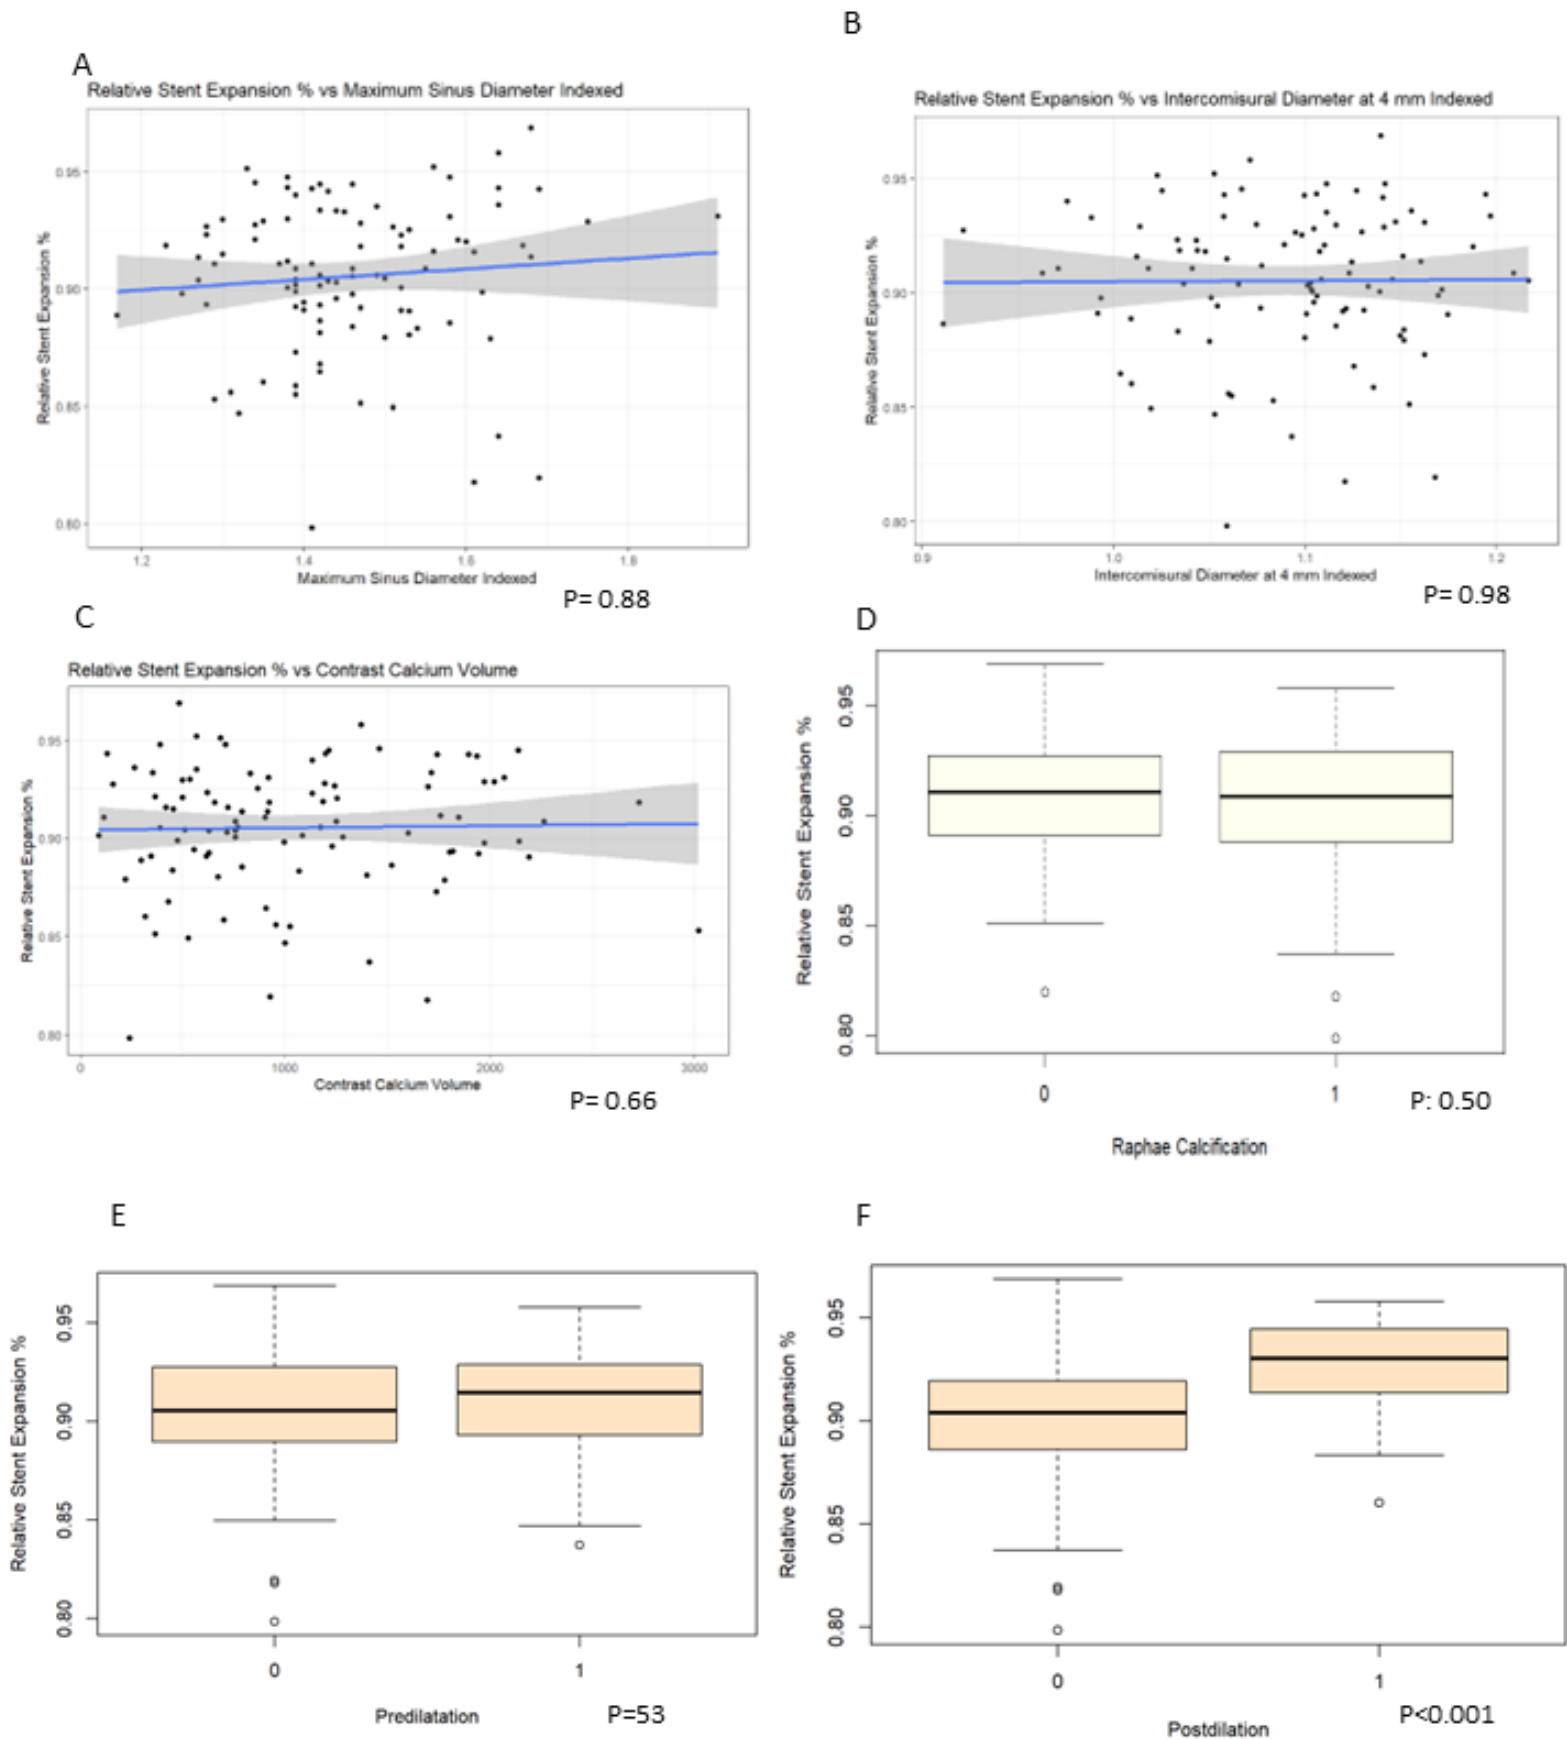 A
Relative Stent Expansion % vs Maximum Sinus Diameter Indexed
Relative Stent Expansion %
0.95
0.90
0.85
0.80
1.2 1.4 1.6 1.8
Maximum Sinus Diameter Indexed
P= 0.88
B
Relative Stent Expansion % vs Intercomisural Diameter at 4 mm Indexed
Relative Stent Expansion %
0.95
0.90
0.85
0.80
0.9 1.0 1.1 1.2
Intercomisural Diameter at 4 mm Indexed
P= 0.98
C
Relative Stent Expansion % vs Contrast Calcium Volume
Relative Stent Expansion %
0.95
0.90
0.85
0.80
0 1000 2000 3000
Contrast Calcium Volume
P= 0.66
D
Relative Stent Expansion %
0.95
0.90
0.85
0.80
0 1
P: 0.50
Raphae Calcification
E
Relative Stent Expansion %
0.95
0.90
0.85
0.80
0 1
Predilatation
P=53
F
Relative Stent Expansion %
0.95
0.90
0.85
0.80
0 1
P<0.001
Postdilation